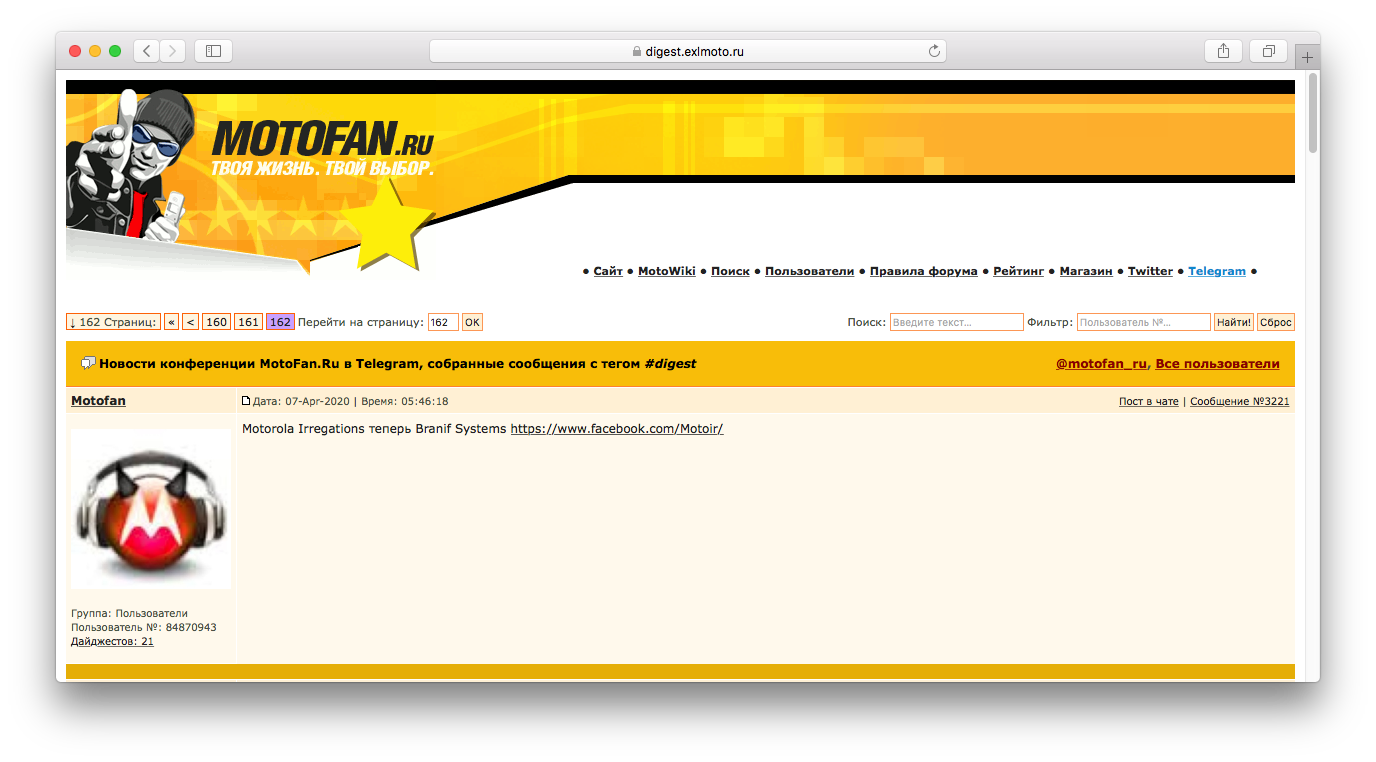 digest.exlmoto.ru
MOTOFAN.RU
ТВОЯ ЖИЗНЬ. ТВОЙ ВЫБОР.
• Сайт • MotoWiki • Поиск • Пользователи • Правила форума • Рейтинг • Магазин • Twitter • Telegram •
↓ 162 Страниц: « < 160 161 162 Перейти на страницу: 162 OK Поиск: Введите текст... Фильтр: Пользователь №... Найти! Сброс
Новости конференции MotoFan.Ru в Telegram, собранные сообщения с тегом #digest @motofan_ru, Все пользователи
Motofan Дата: 07-Apr-2020 | Время: 05:46:18 Пост в чате | Сообщение №3221
Motorola Irregations теперь Branif Systems https://www.facebook.com/Motoir/
Группа: Пользователи
Пользователь №: 84870943
Дайджестов: 21